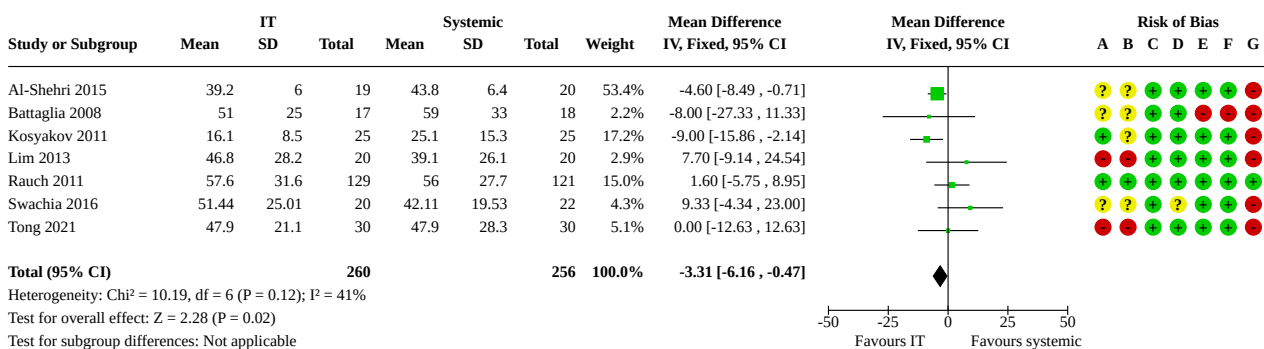 IT Systemic Mean Difference Mean Difference Risk of Bias
Study or Subgroup Mean SD Total Mean SD Total Weight IV, Fixed, 95% CI IV, Fixed, 95% CI A B C D E F G
Al-Shehri 2015 39.2 6 19 43.8 6.4 20 53.4% -4.60 [-8.49 , -0.71] ? ? + + + + -
Battaglia 2008 51 25 17 59 33 18 2.2% -8.00 [-27.33 , 11.33] ? ? + + - - -
Kosyakov 2011 16.1 8.5 25 25.1 15.3 25 17.2% -9.00 [-15.86 , -2.14] + ? + + + + -
Lim 2013 46.8 28.2 20 39.1 26.1 20 2.9% 7.70 [-9.14 , 24.54] - - + + + + -
Rauch 2011 57.6 31.6 129 56 27.7 121 15.0% 1.60 [-5.75 , 8.95] + + + + + + +
Swachia 2016 51.44 25.01 20 42.11 19.53 22 4.3% 9.33 [-4.34 , 23.00] ? ? + ? + + -
Tong 2021 47.9 21.1 30 47.9 28.3 30 5.1% 0.00 [-12.63 , 12.63] - - + + + + -
Total (95% CI) 260 256 100.0% -3.31 [-6.16 , -0.47]
Heterogeneity: Chi² = 10.19, df = 6 (P = 0.12); I² = 41%
Test for overall effect: Z = 2.28 (P = 0.02)
Test for subgroup differences: Not applicable
-50 -25 0 25 50
Favours IT Favours systemic